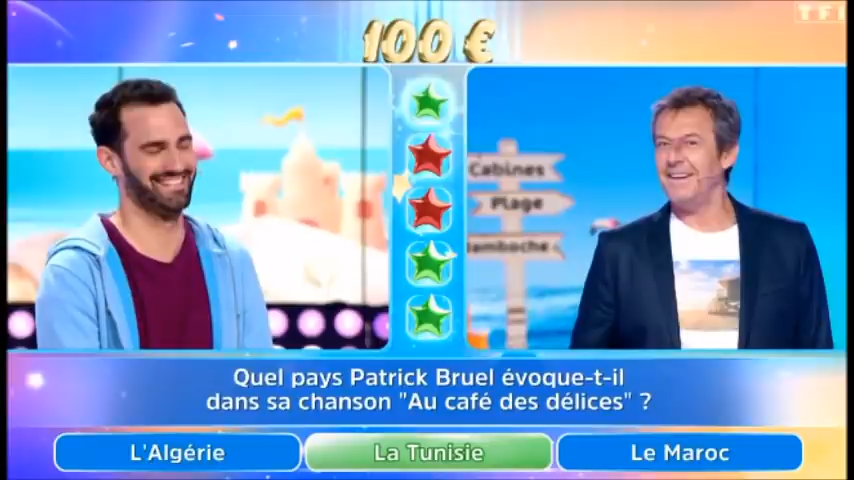 TF1
100 €
Cabines
Plage
Bamboche
Quel pays Patrick Bruel évoque-t-il
dans sa chanson "Au café des délices" ?
L'Algérie
La Tunisie
Le Maroc